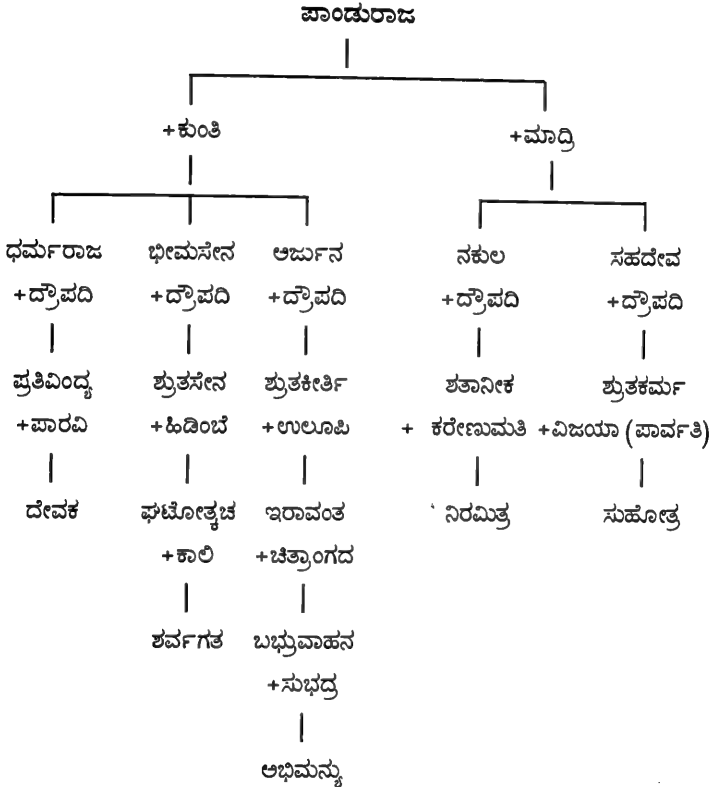 ಪಾಂಡುರಾಜ
+ಕುಂತಿ +ಮಾದ್ರಿ
ಧರ್ಮರಾಜ ಭೀಮಸೇನ ಅರ್ಜುನ ನಕುಲ ಸಹದೇವ
+ದ್ರೌಪದಿ +ದ್ರೌಪದಿ +ದ್ರೌಪದಿ +ದ್ರೌಪದಿ +ದ್ರೌಪದಿ
ಪ್ರತಿವಿಂದ್ಯ ಶ್ರುತಸೇನ ಶ್ರುತಕೀರ್ತಿ ಶತಾನೀಕ ಶ್ರುತಕರ್ಮ
+ಪಾರವಿ +ಹಿಡಿಂಬೆ +ಉಲೂಪಿ + ಕರೇಣುಮತಿ +ವಿಜಯಾ (ಪಾರ್ವತಿ)
ದೇವಕ ಘಟೋತ್ಕಚ ಇರಾವಂತ ನಿರಮಿತ್ರ ಸುಹೋತ್ರ
+ಕಾಲಿ +ಚಿತ್ರಾಂಗದ
ಶರ್ವಗತ ಬಭ್ರುವಾಹನ
+ಸುಭದ್ರ
ಅಭಿಮನ್ಯು